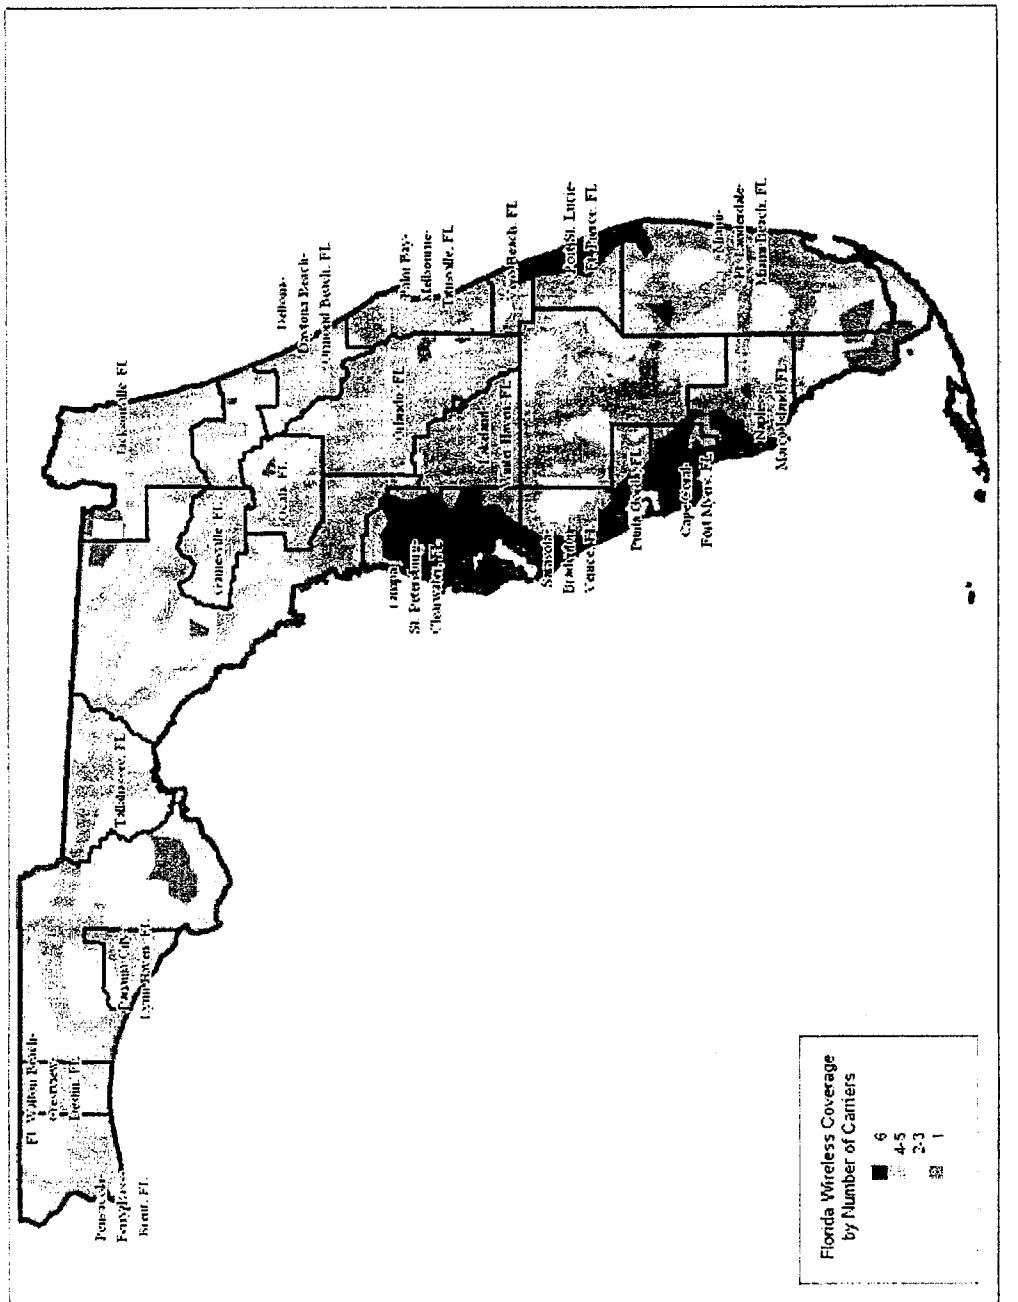 Pensacola-
Ferry Pass-
Brent, FL
Ft. Walton Beach-
Crestview-
Destin, FL
Panama City-
Lynn Haven, FL
Tallahassee, FL
Jacksonville, FL
Gainesville, FL
Ocala, FL
Deltona-
Daytona Beach-
Ormond Beach, FL
Orlando, FL
Palm Bay-
Melbourne-
Titusville, FL
Tampa-
St. Petersburg-
Clearwater, FL
Lakeland-
Winter Haven, FL
Beach, FL
Sarasota-
Bradenton-
Venice, FL
Port St. Lucie-
Ft. Pierce, FL
Punta Gorda, FL
Cape Coral-
Fort Myers, FL
Naples-
Marco Island, FL
Miami-
Ft. Lauderdale-
Miami Beach, FL
Florida Wireless Coverage
by Number of Carriers
6
4-5
2-3
1